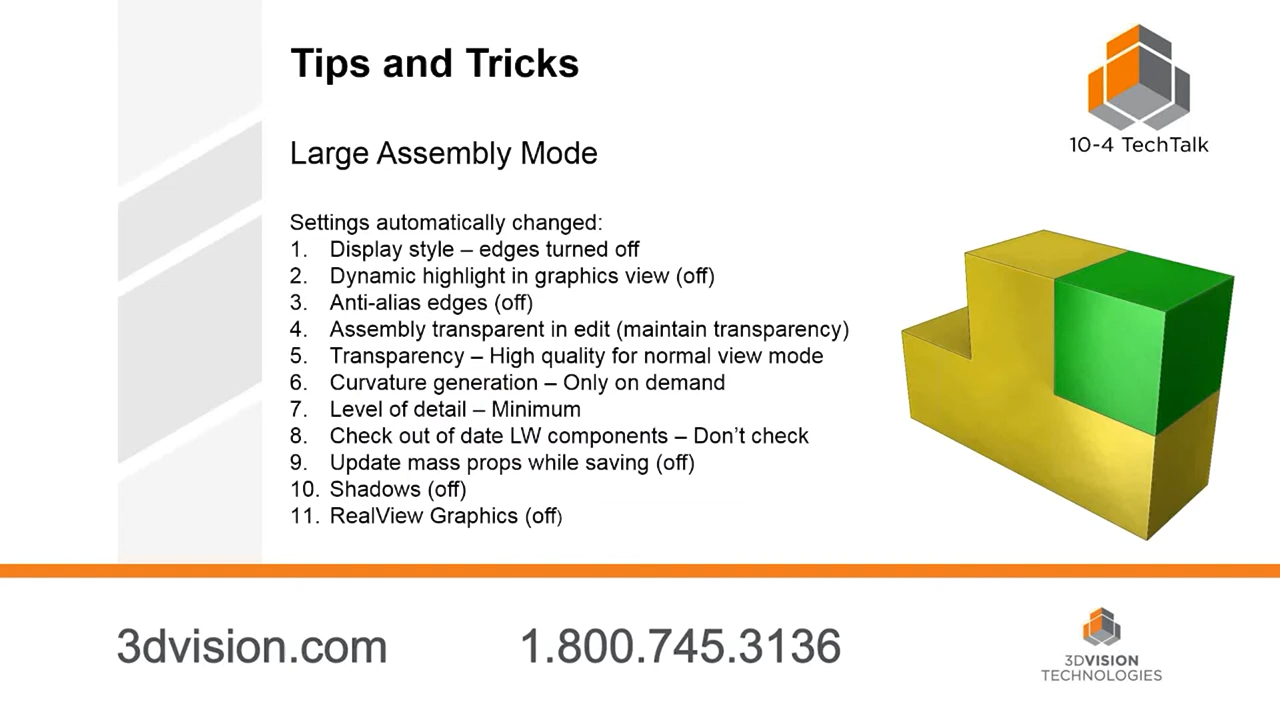 Tips and Tricks
10-4 TechTalk
Large Assembly Mode
Settings automatically changed:
1. Display style – edges turned off
2. Dynamic highlight in graphics view (off)
3. Anti-alias edges (off)
4. Assembly transparent in edit (maintain transparency)
5. Transparency – High quality for normal view mode
6. Curvature generation – Only on demand
7. Level of detail – Minimum
8. Check out of date LW components – Don't check
9. Update mass props while saving (off)
10. Shadows (off)
11. RealView Graphics (off)
3dvision.com
1.800.745.3136
3DVISION
TECHNOLOGIES